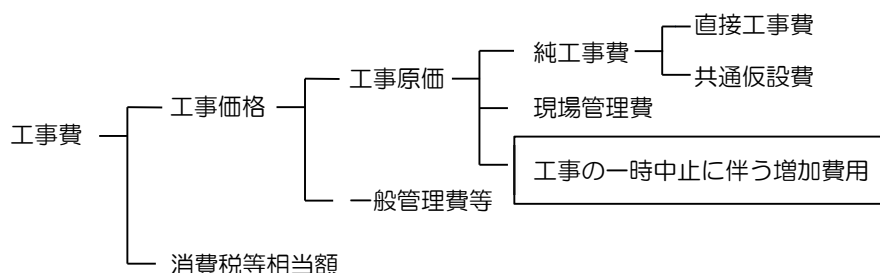 直接工事費
純工事費
共通仮設費
工事原価
現場管理費
工事価格
工事費
工事の一時中止に伴う増加費用
一般管理費等
消費税等相当額